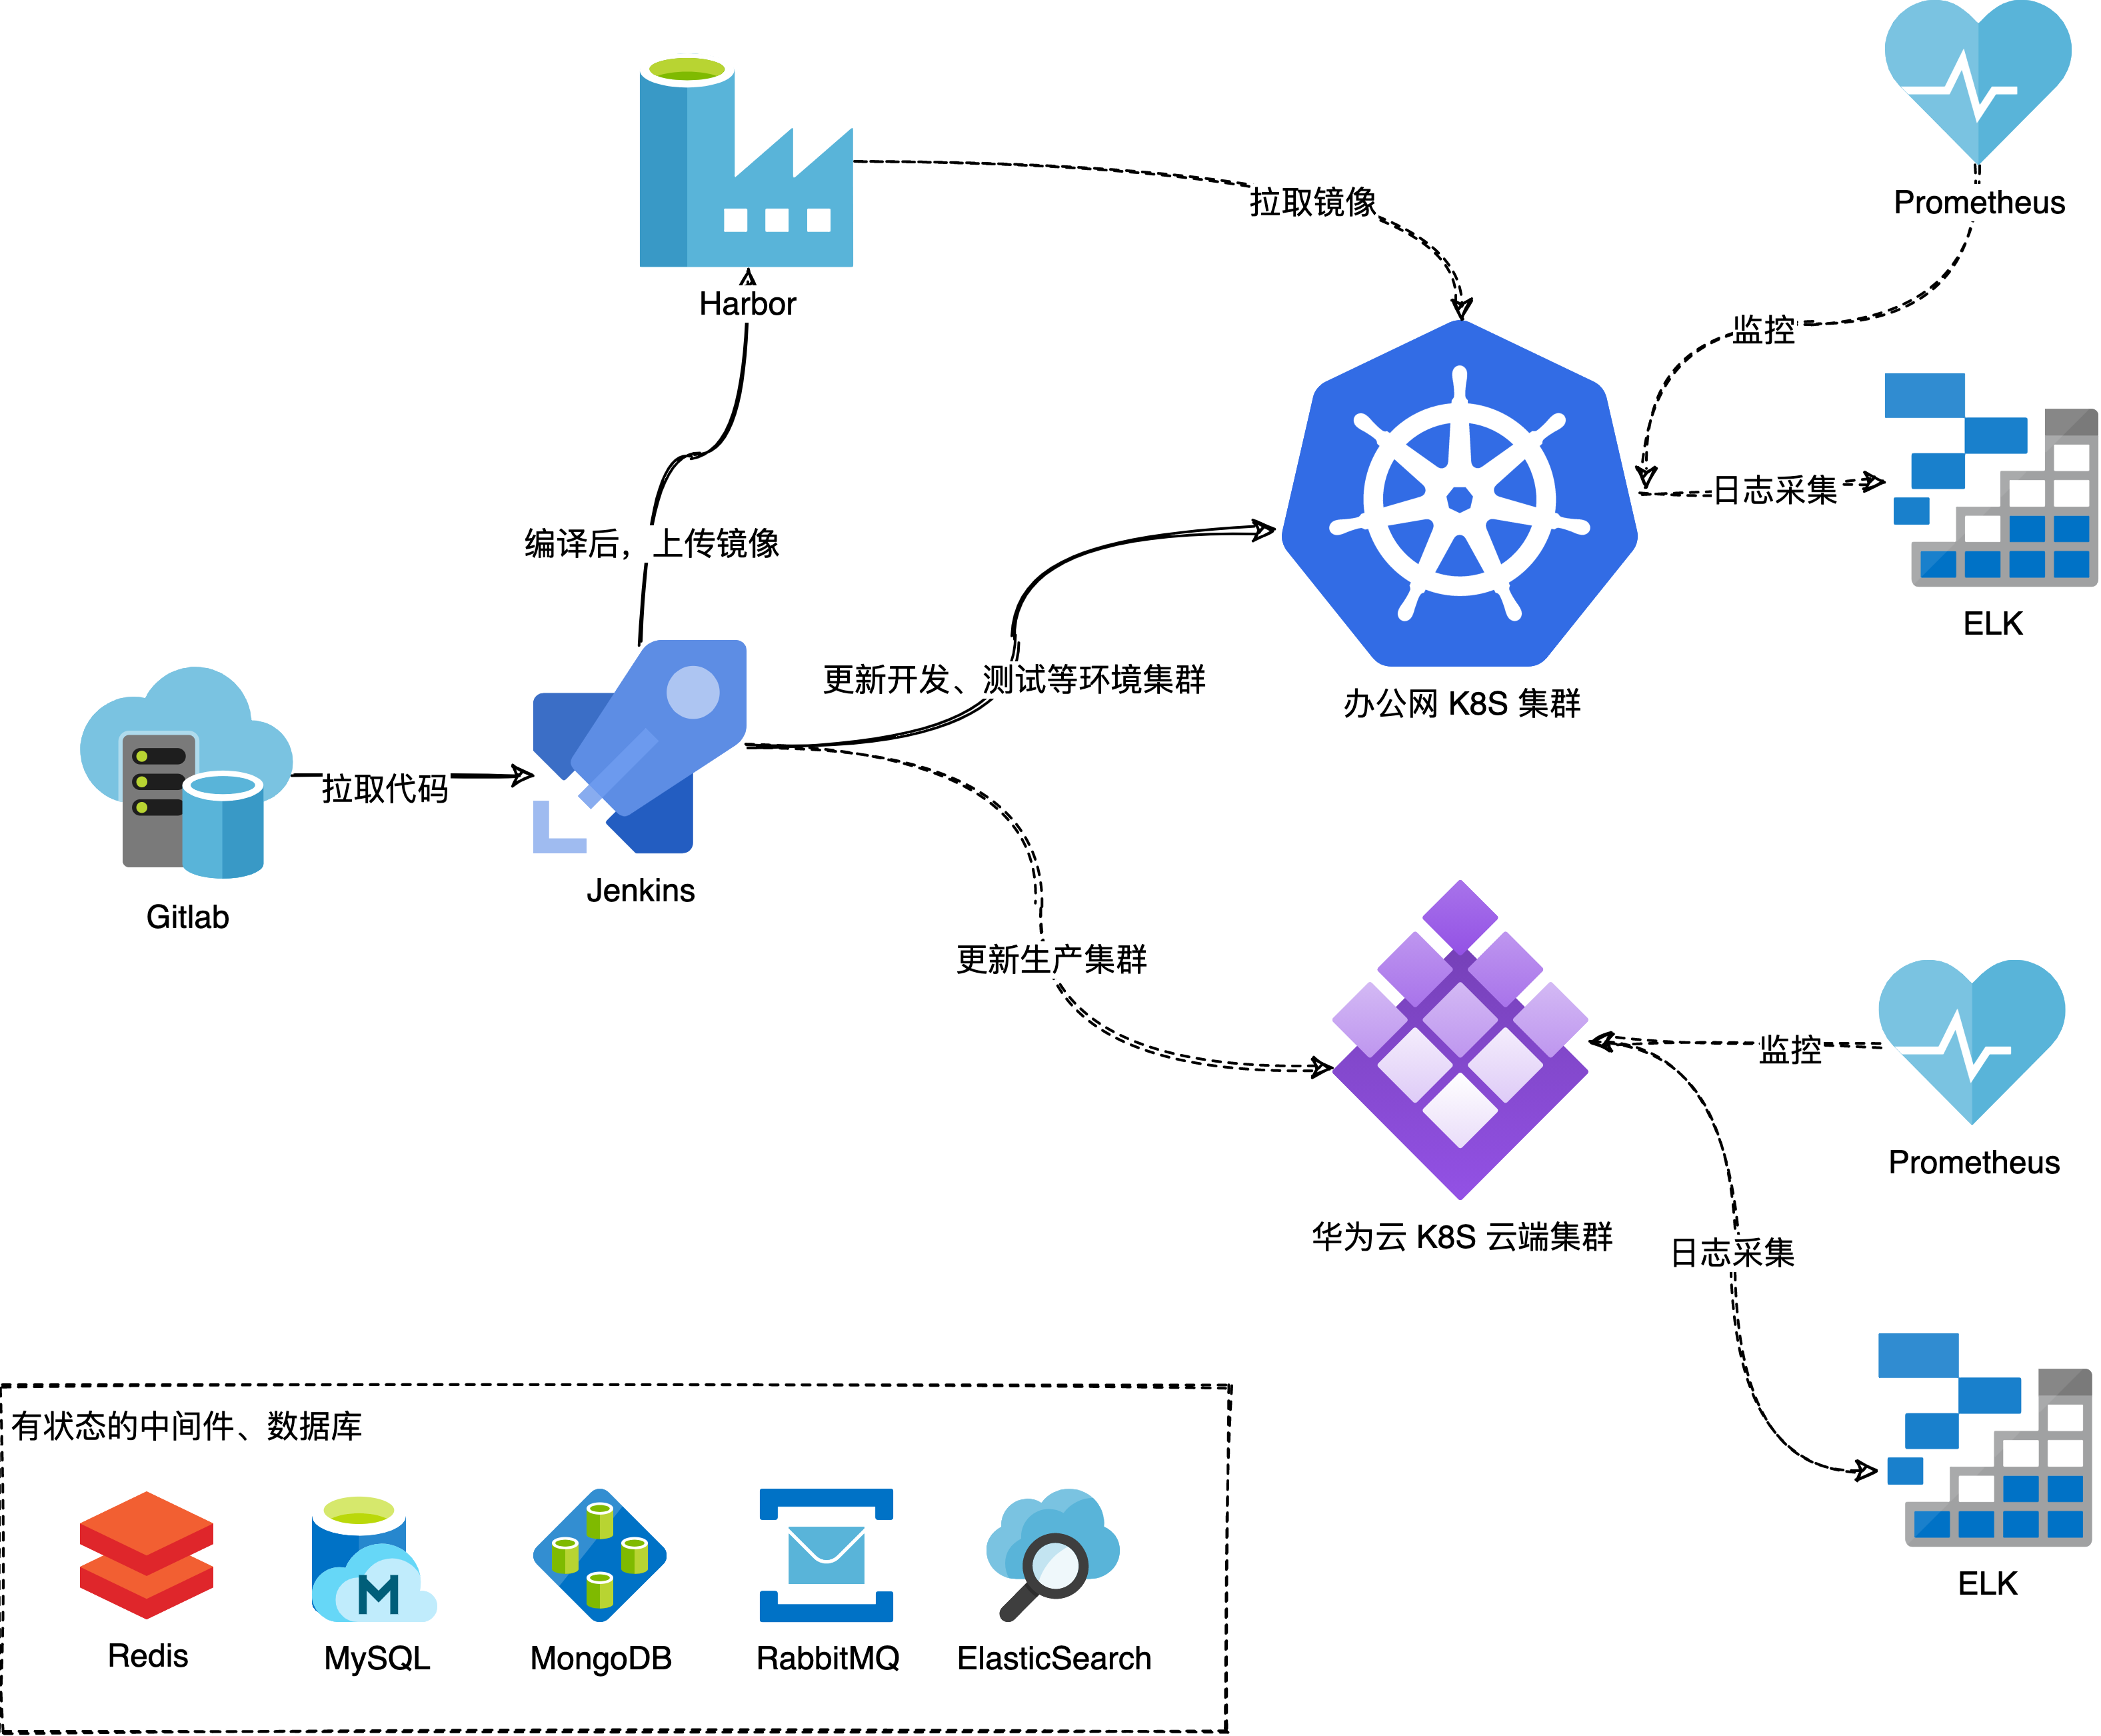 Prometheus
拉取镜像
Harbor
监控
日志采集
ELK
编译后，上传镜像
更新开发、测试等环境集群
办公网 K8S 集群
拉取代码
Jenkins
Gitlab
更新生产集群
监控
Prometheus
华为云 K8S 云端集群
日志采集
ELK
有状态的中间件、数据库
Redis
MySQL
MongoDB
RabbitMQ
ElasticSearch